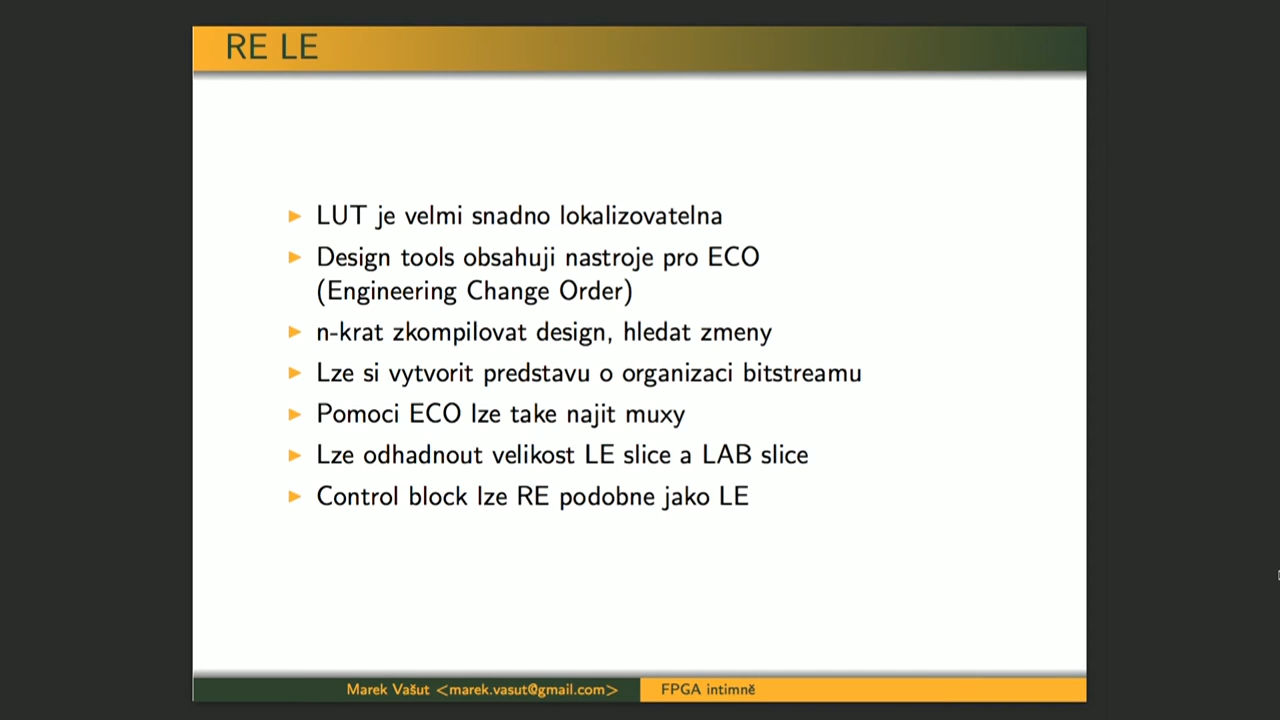 RE LE
LUT je velmi snadno lokalizovatelna
Design tools obsahuji nastroje pro ECO
(Engineering Change Order)
n-krat zkompilovat design, hledat zmeny
Lze si vytvorit predstavu o organizaci bitstreamu
Pomoci ECO lze take najit muxy
Lze odhadnout velikost LE slice a LAB slice
Control block lze RE podobne jako LE
Marek Vašut <marek.vasut@gmail.com>
FPGA intimně